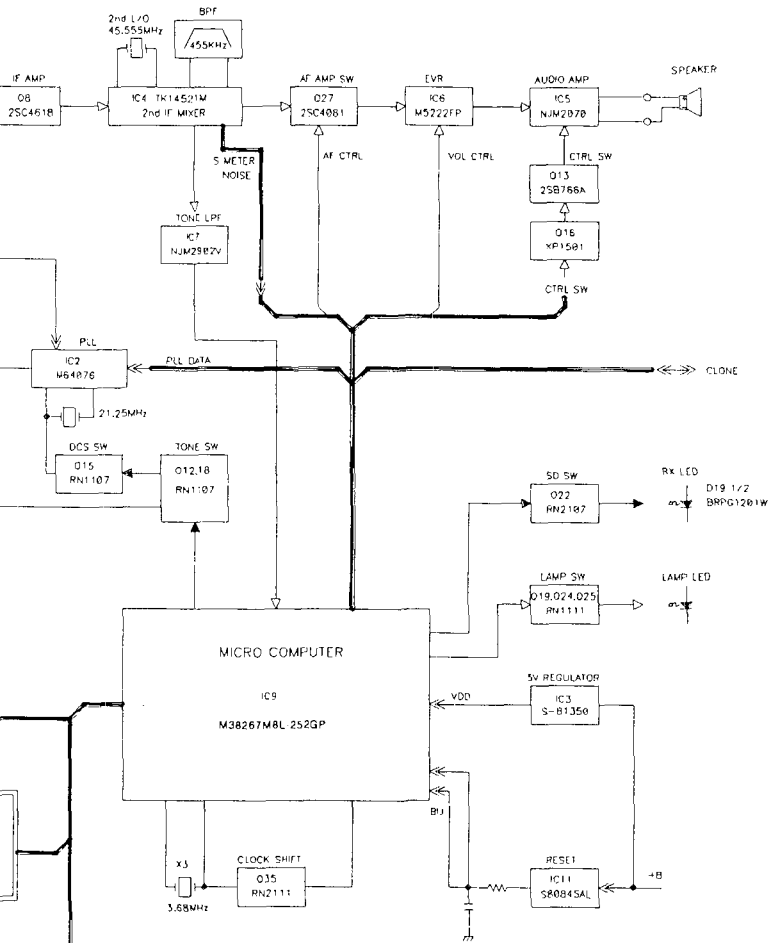 2nd L/O
45.555MHz
BPF
455KHz
IF AMP
Q8
2SC4618
IC4 TK14521M
2nd IF MIXER
AF AMP SW
Q27
2SC4081
EVR
IC6
M5222FP
AUDIO AMP
IC5
NJM2070
SPEAKER
S METER
NOISE
AF CTRL
VOL CTRL
CTRL SW
Q13
2SB766A
Q16
XP1501
CTRL SW
TONE LPF
IC7
NJM2902V
PLL
IC2
M64076
PLL DATA
CLONE
21.25MHz
DCS SW
Q15
RN1107
TONE SW
Q12,18
RN1107
SD SW
Q22
RN2107
RX LED
D19 1/2
BRPG1201W
LAMP SW
Q19,Q24,Q25
RN1111
LAMP LED
MICRO COMPUTER
IC9
M38267M8L-252GP
VDD
5V REGULATOR
IC3
S-81350
BU
X3
3.68MHz
CLOCK SHIFT
Q35
RN2111
RESET
IC11
S80845AL
+B